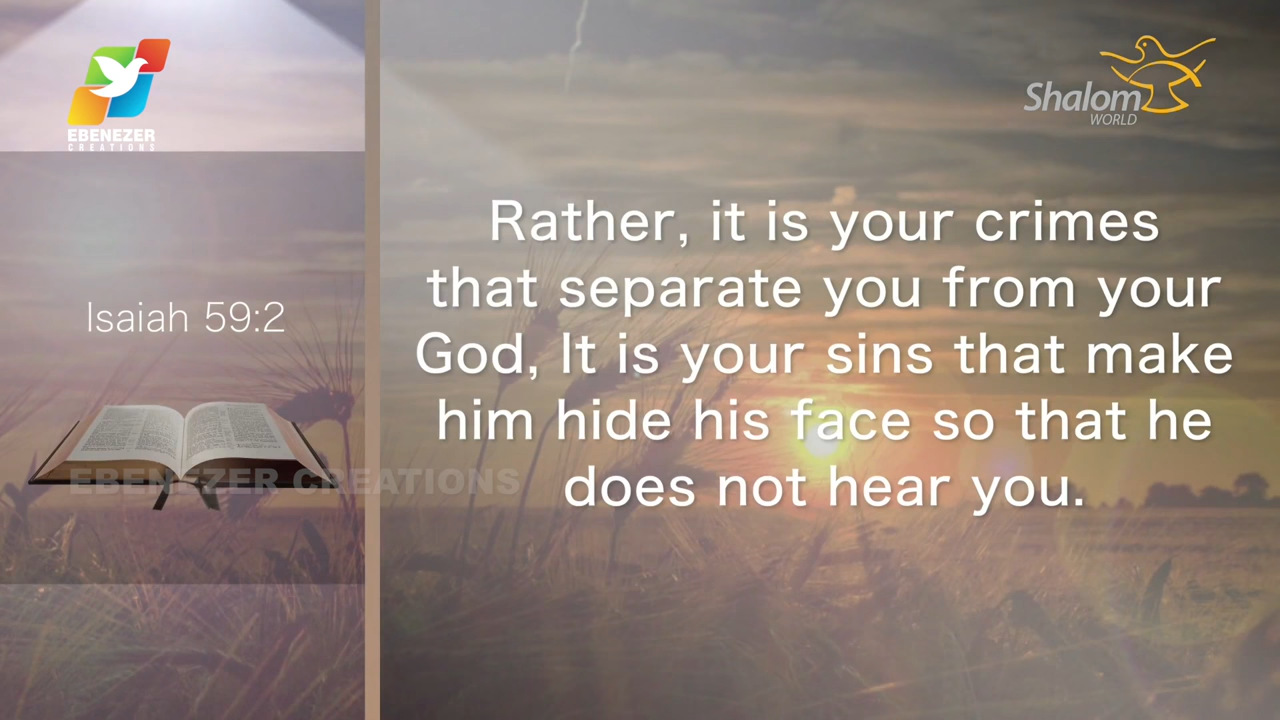 EBENEZER
CREATIONS
Shalom
WORLD
Isaiah 59:2
Rather, it is your crimes
that separate you from your
God, It is your sins that make
him hide his face so that he
does not hear you.
EBENEZER CREATIONS